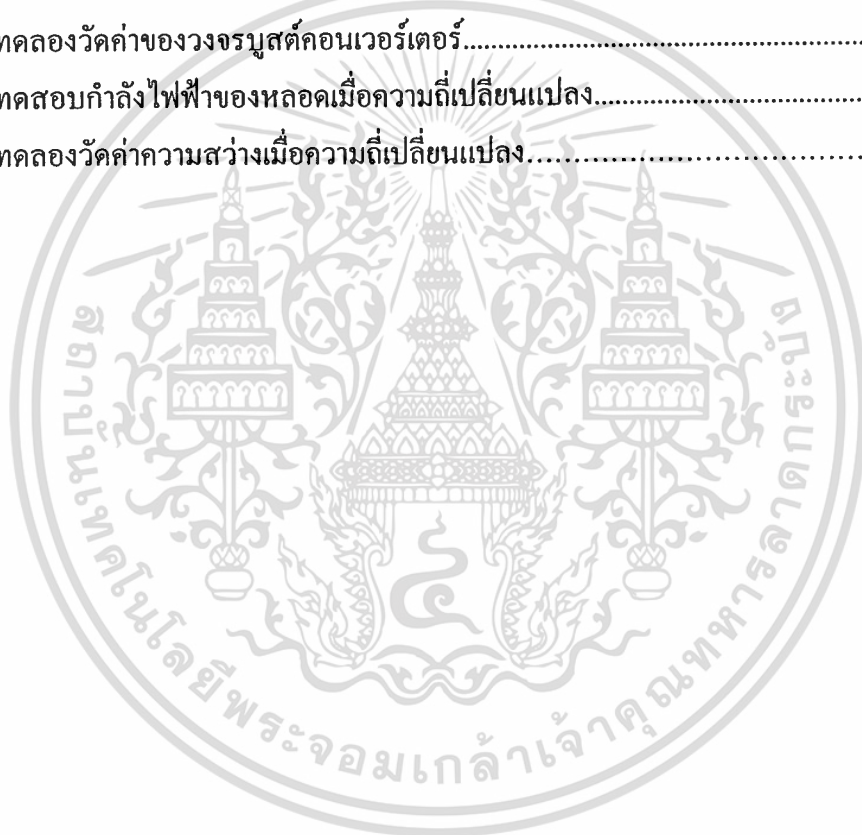 ทดลองวัดค่าของวงจรบูสต์คอนเวอร์เตอร์
ทดสอบกำลังไฟฟ้าของหลอดเมื่อความถี่เปลี่ยนแปลง
ทดลองวัดค่าความสว่างเมื่อความถี่เปลี่ยนแปลง
สถาบันเทคโนโลยีพระจอมเกล้าเจ้าคุณทหารลาดกระบัง